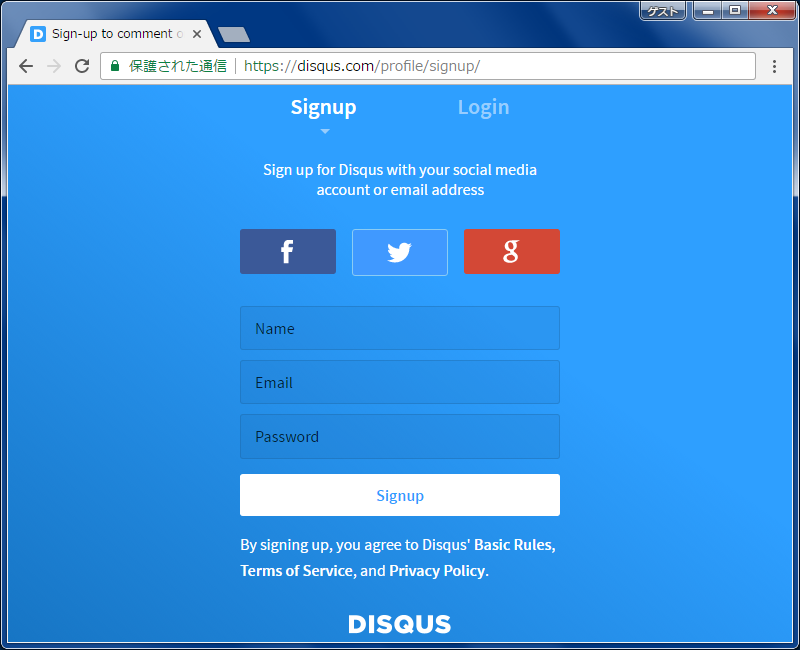 ゲスト
Sign-up to comment o
保護された通信 https://disqus.com/profile/signup/
Signup Login
Sign up for Disqus with your social media
account or email address
Name
Email
Password
Signup
By signing up, you agree to Disqus' Basic Rules,
Terms of Service, and Privacy Policy.
DISQUS